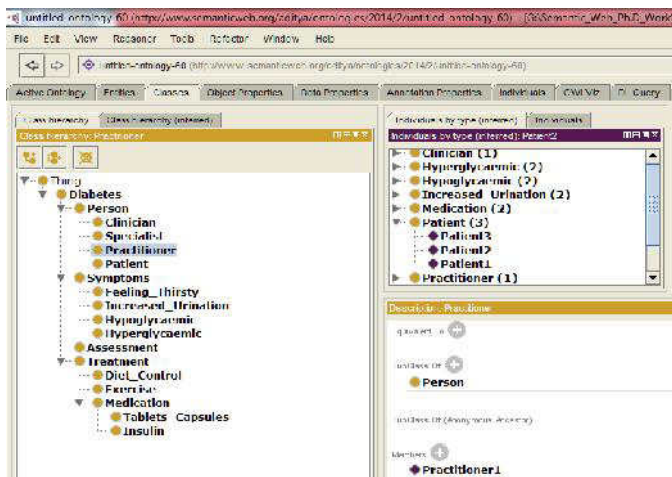 untitled-ontology-60 (http://www.semanticweb.org/aditya/ontologies/2014/2/untitled-ontology-60)
File Edit View Reasoner Tools Refactor Window Help
untitled-ontology-60 (http://www.semanticweb.org/aditya/ontologies/2014/2/untitled-ontology-60)
Active Ontology Entities Classes Object Properties Data Properties Annotation Properties Individuals OWLViz DL Query
Class hierarchy Class hierarchy (inferred)
Class hierarchy: Practitioner
Thing
Diabetes
Person
Clinician
Specialist
Practitioner
Patient
Symptoms
Feeling_Thirsty
Increased_Urination
Hypoglycaemic
Hyperglycaemic
Assessment
Treatment
Diet_Control
Exercise
Medication
Tablets_Capsules
Insulin
Individuals by type (inferred) Individuals
Individuals by type (inferred): Patient2
Clinician (1)
Hyperglycaemic (2)
Hypoglycaemic (2)
Increased_Urination (2)
Medication (2)
Patient (3)
Patient3
Patient2
Patient1
Practitioner (1)
Description: Practitioner
Person
SubClass Of (Anonymous Ancestor)
Members
Practitioner1